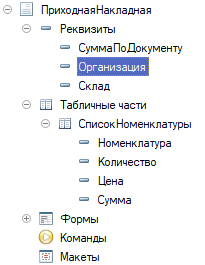 ПриходнаяНакладная
Реквизиты
СуммаПоДокументу
Организация
Склад
Табличные части
СписокНоменклатуры
Номенклатура
Количество
Цена
Сумма
Формы
Команды
Макеты